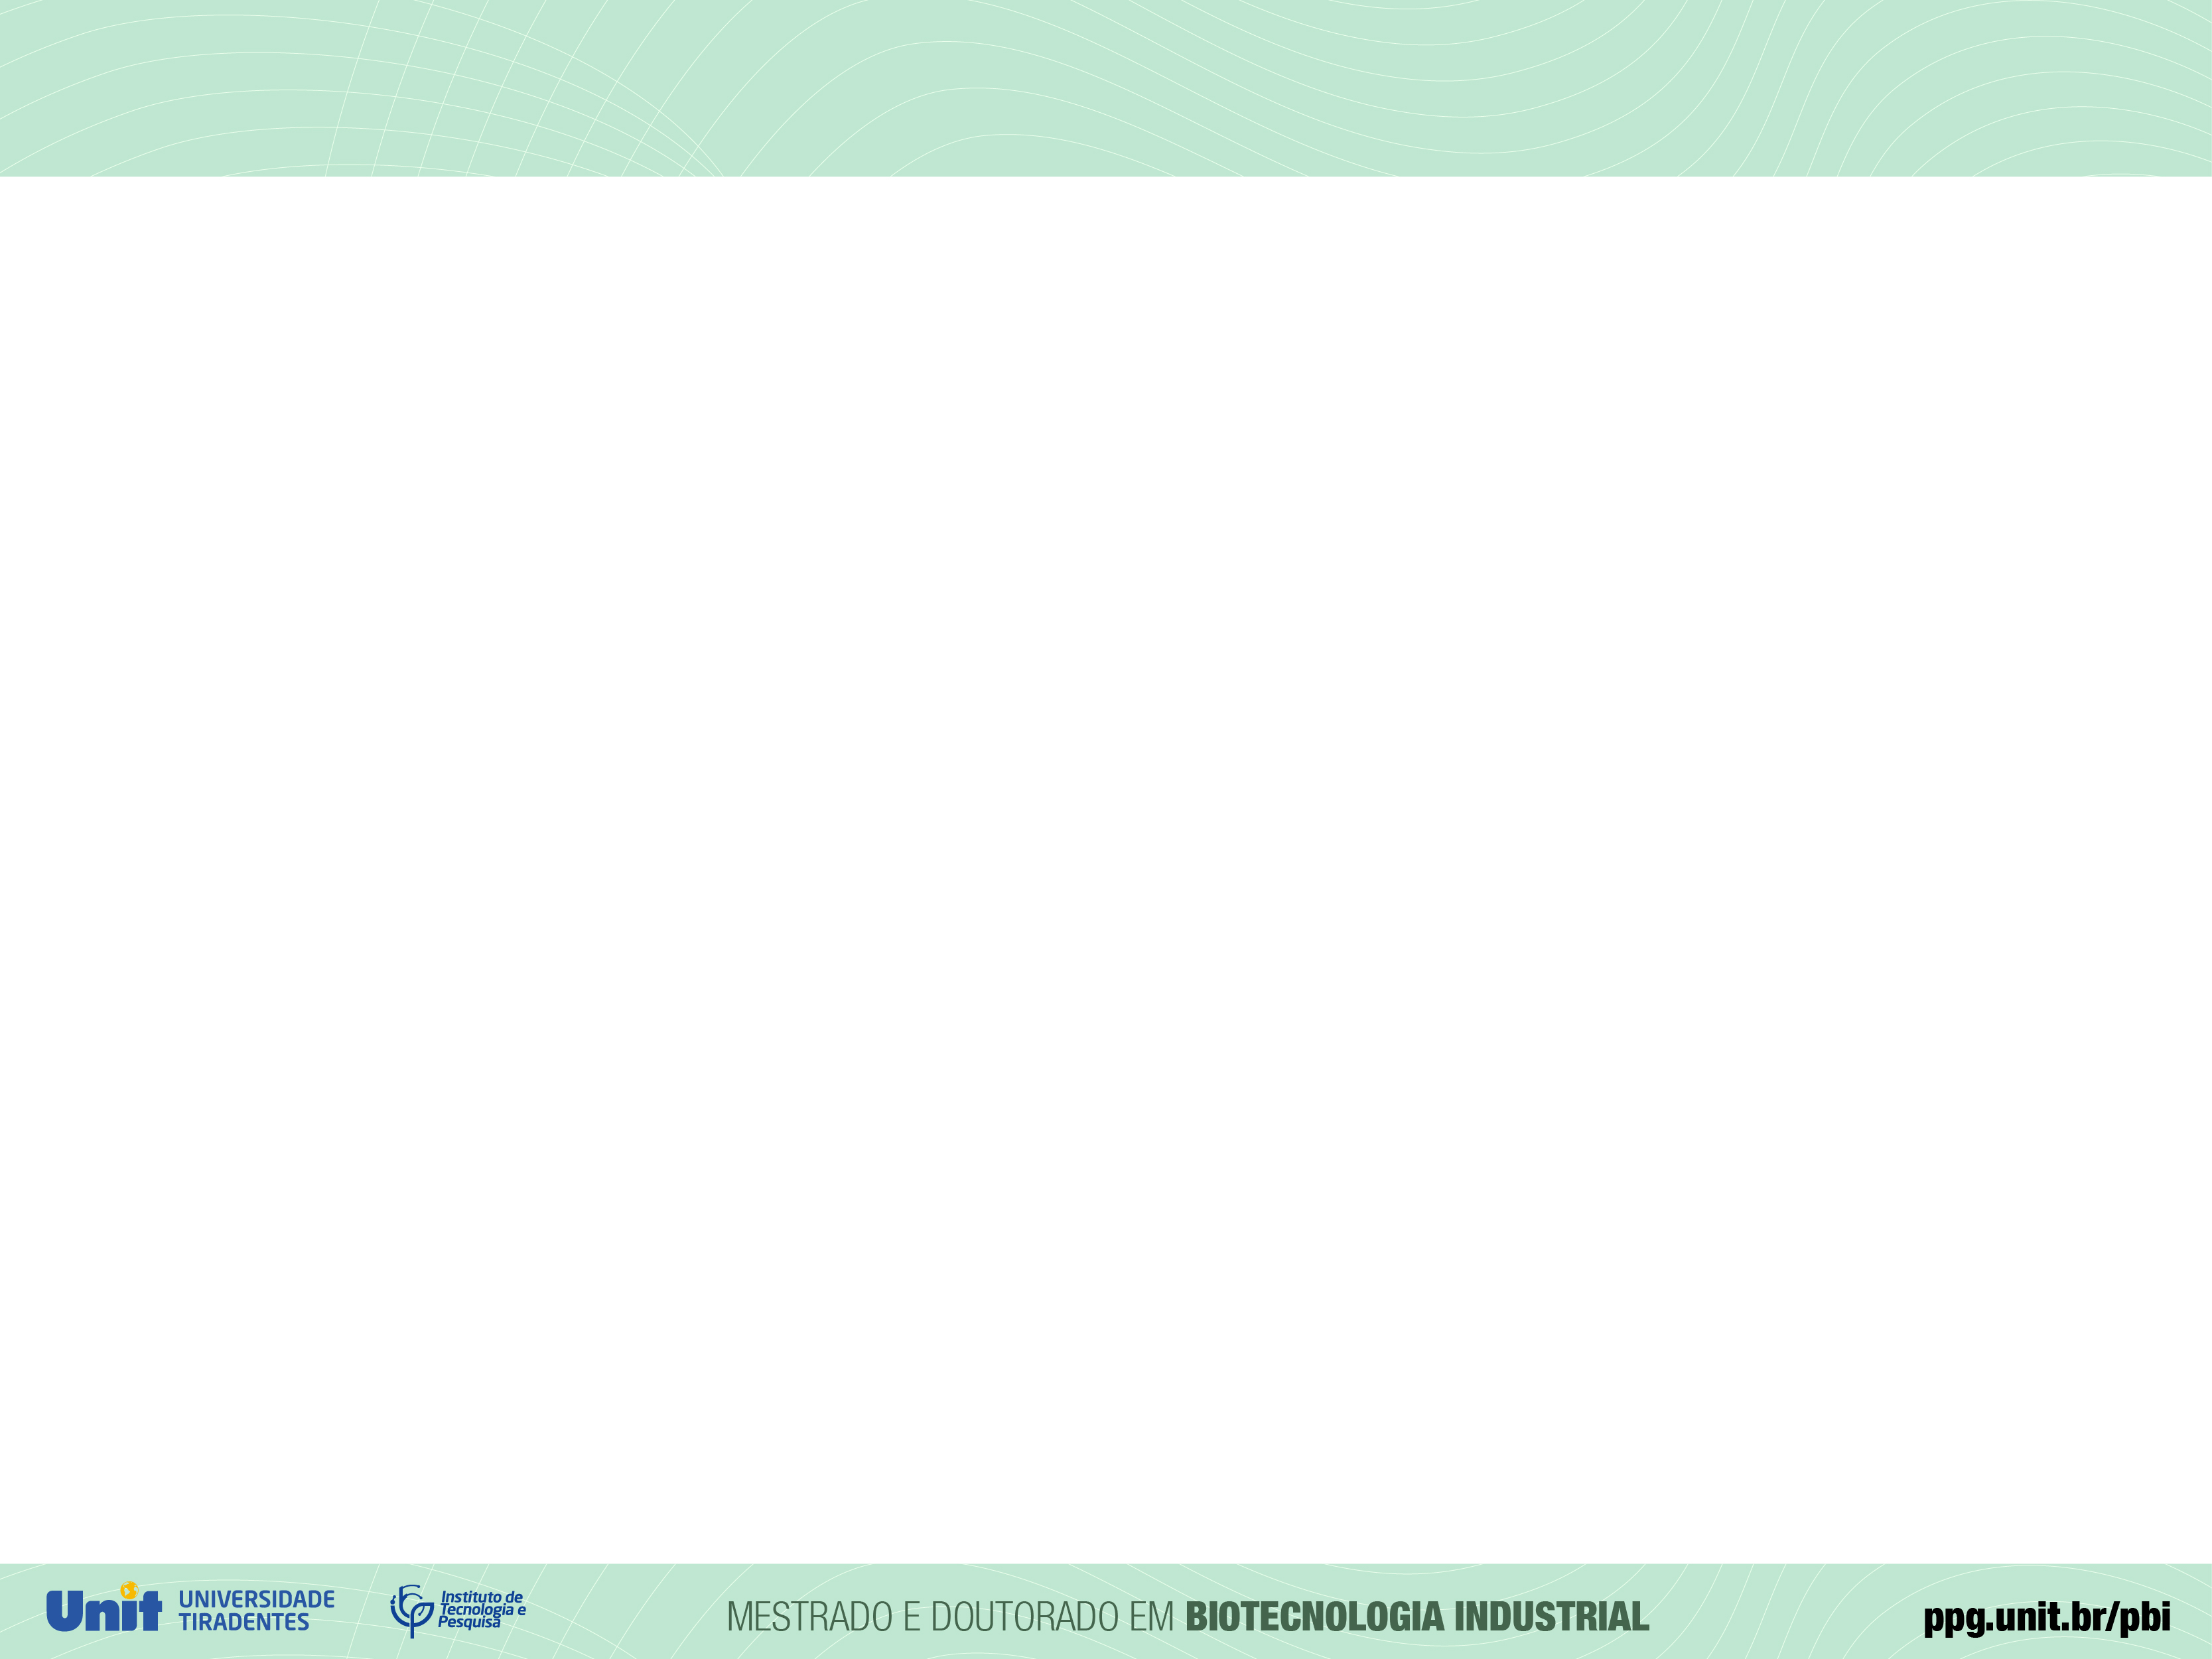 Unit UNIVERSIDADE
TIRADENTES
Instituto de
Tecnologia e
Pesquisa
MESTRADO E DOUTORADO EM BIOTECNOLOGIA INDUSTRIAL
ppg.unit.br/pbi